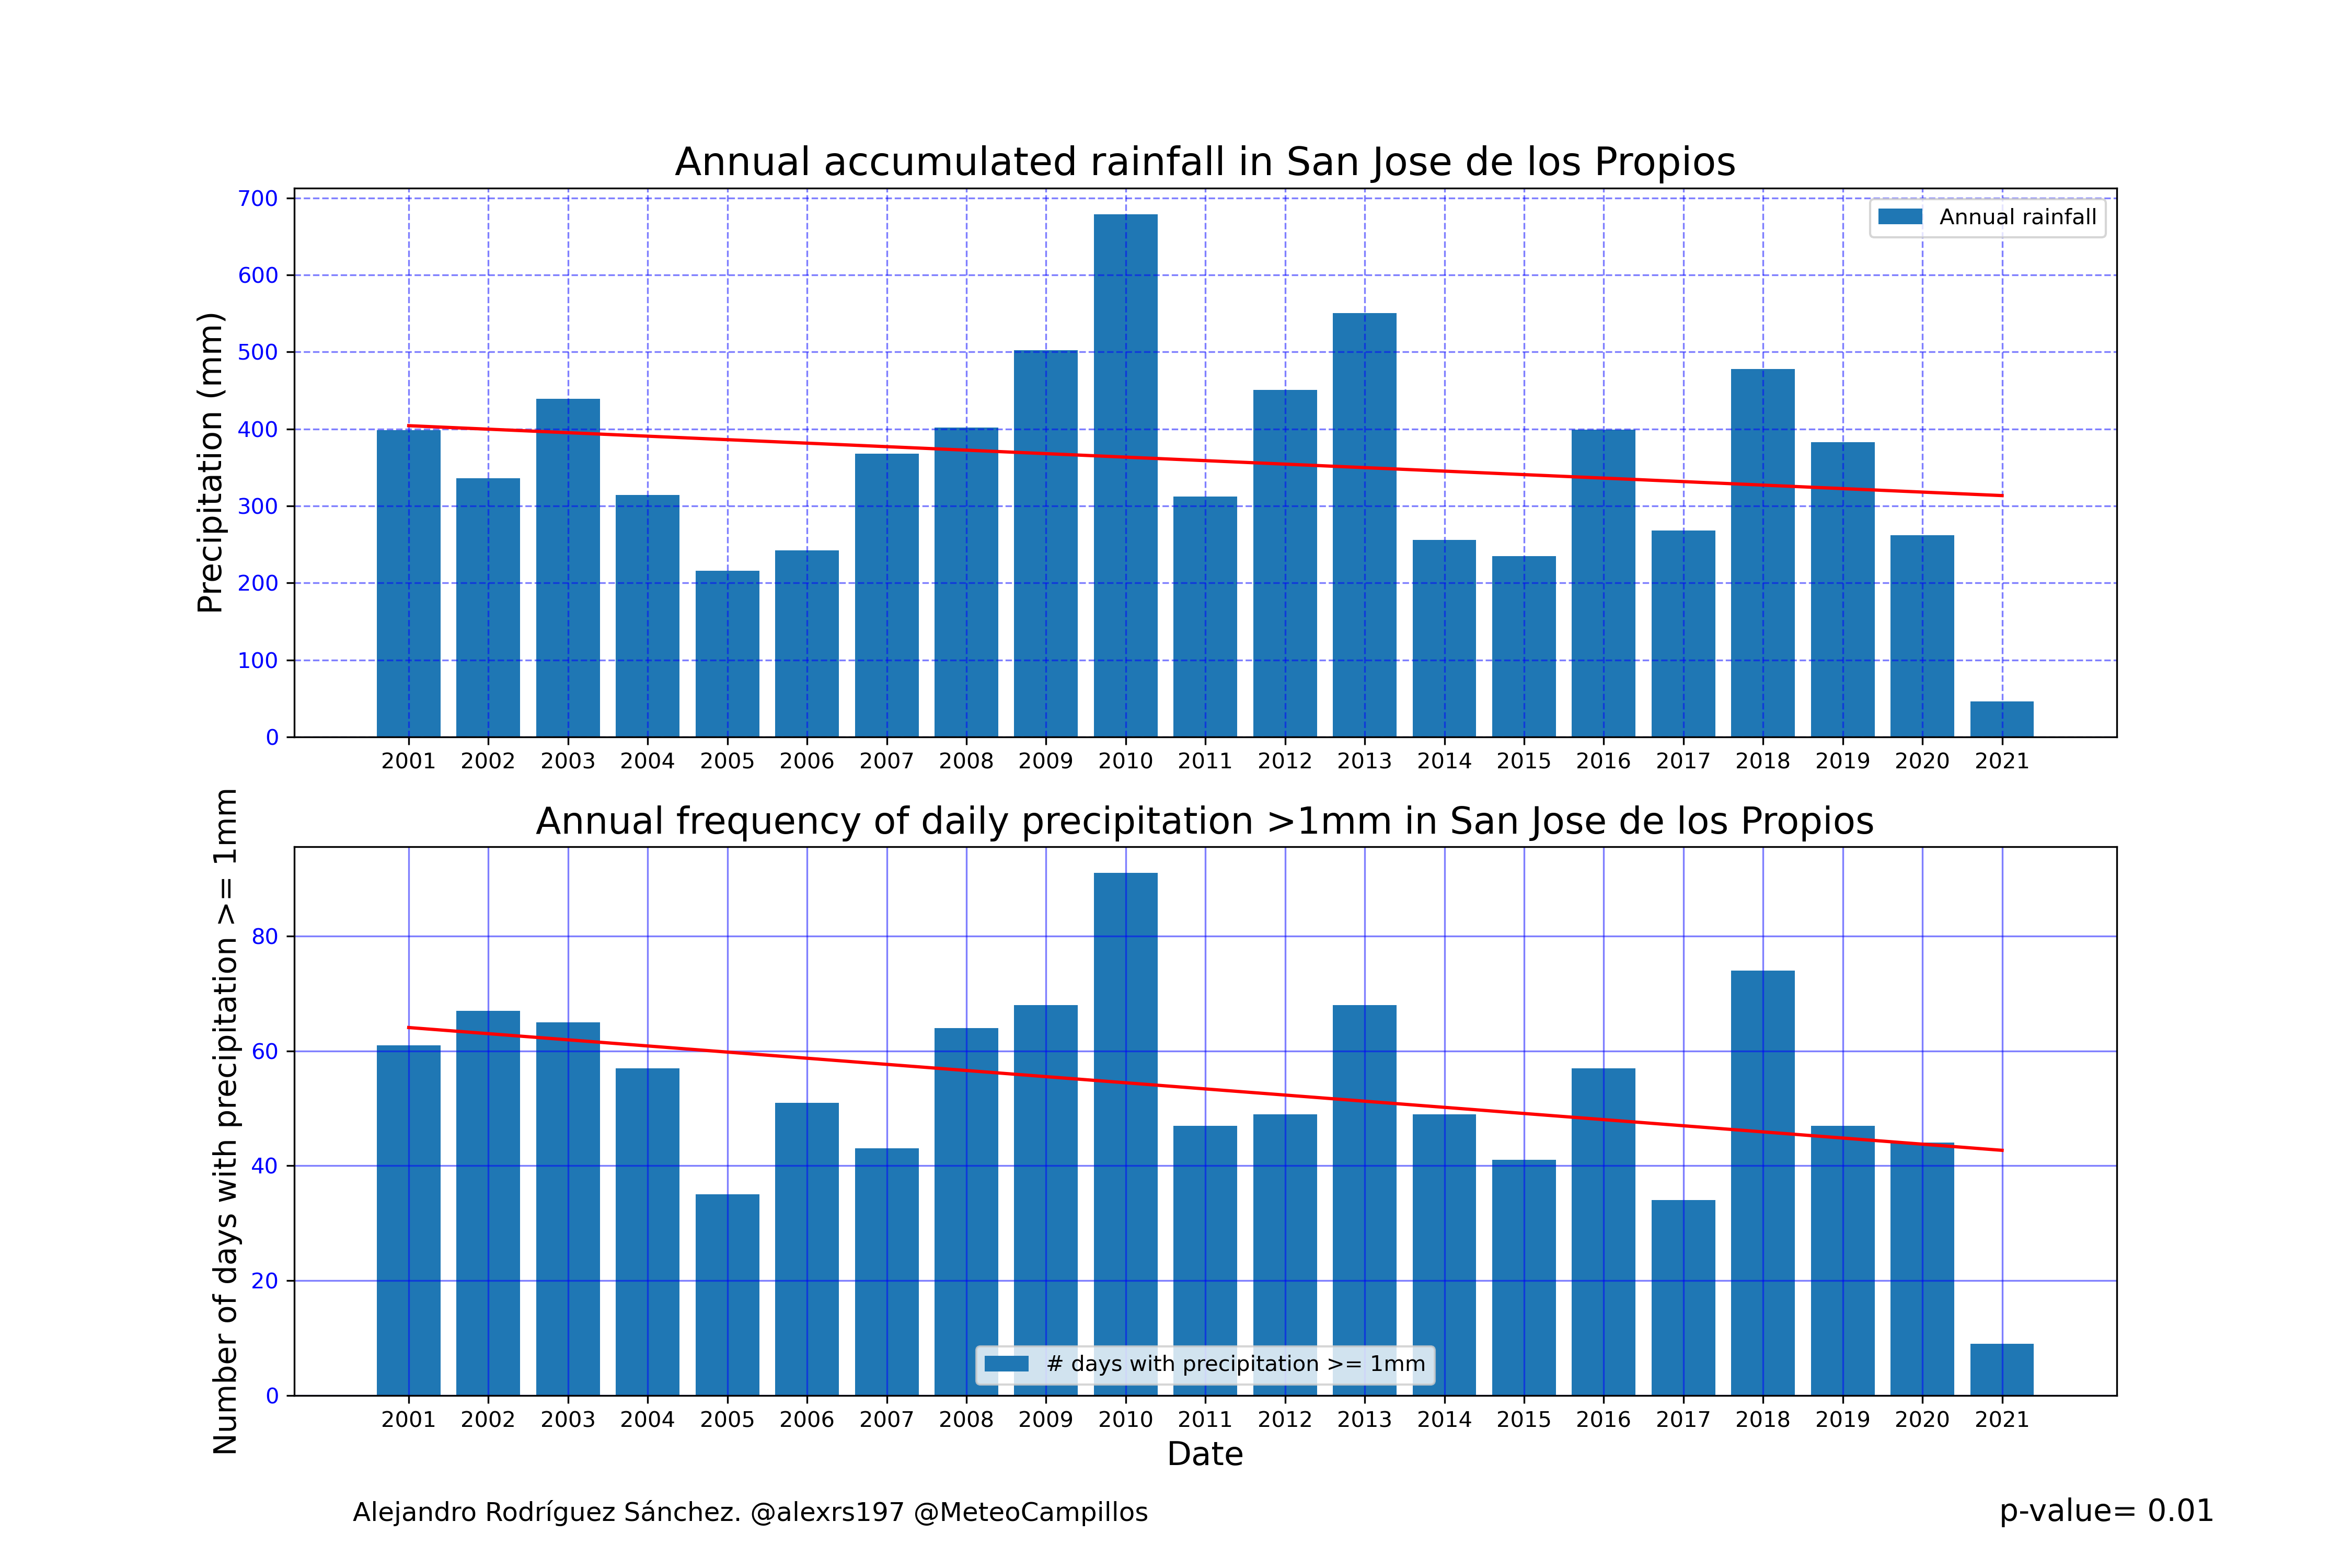 Annual accumulated rainfall in San Jose de los Propios
Precipitation (mm)
700
600
500
400
300
200
100
0
Annual rainfall
2001 2002 2003 2004 2005 2006 2007 2008 2009 2010 2011 2012 2013 2014 2015 2016 2017 2018 2019 2020 2021
Annual frequency of daily precipitation >1mm in San Jose de los Propios
Number of days with precipitation >= 1mm
80
60
40
20
0
# days with precipitation >= 1mm
2001 2002 2003 2004 2005 2006 2007 2008 2009 2010 2011 2012 2013 2014 2015 2016 2017 2018 2019 2020 2021
Date
Alejandro Rodríguez Sánchez. @alexrs197 @MeteoCampillos
p-value= 0.01